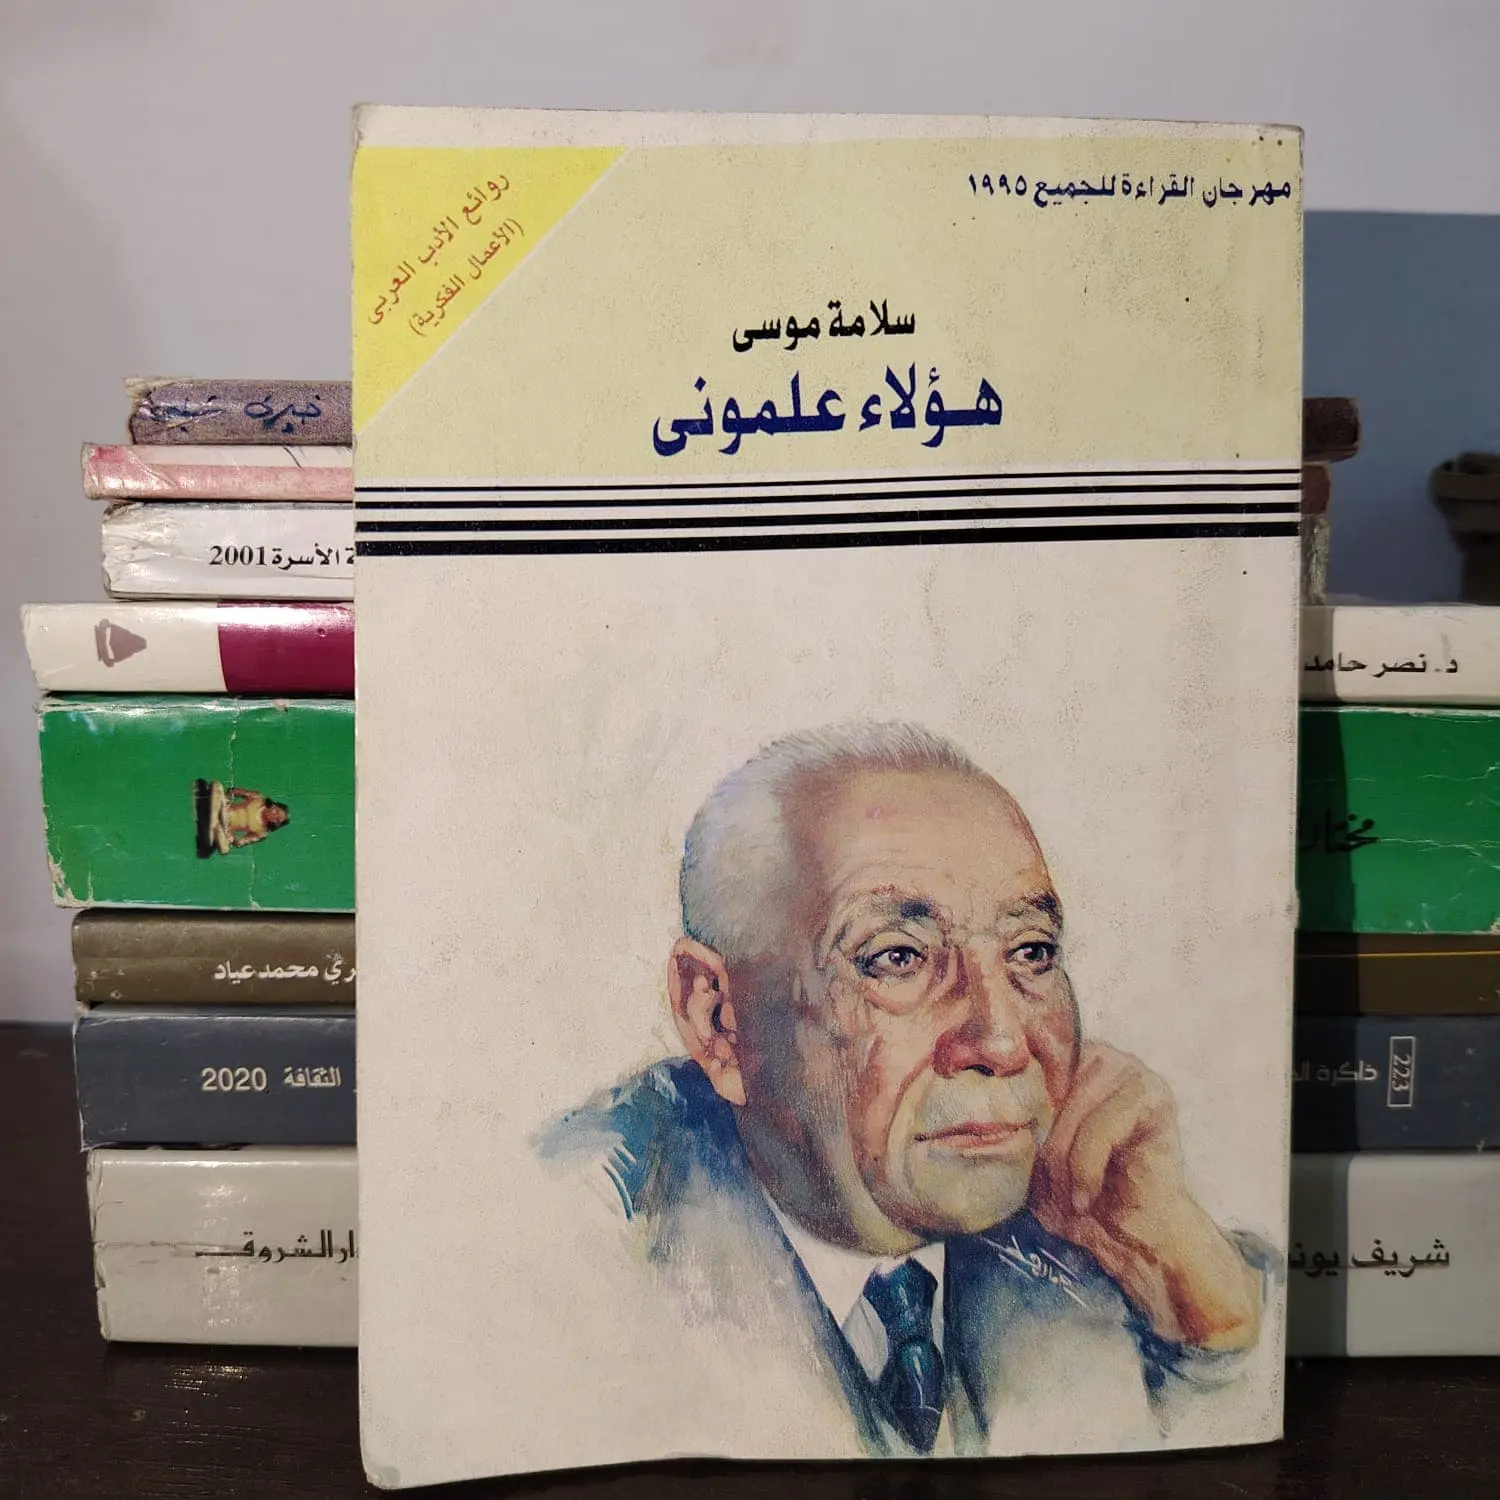 مهرجان القراءة للجميع ١٩٩٥
روائع الأدب العربى
(الأعمال الفكرية)
سلامة موسى
هؤلاء علمونى
الأسرة 2001
د. نصر حامد
محمد عياد
الثقافة 2020
ذاكرة
223
دار الشروق
شريف